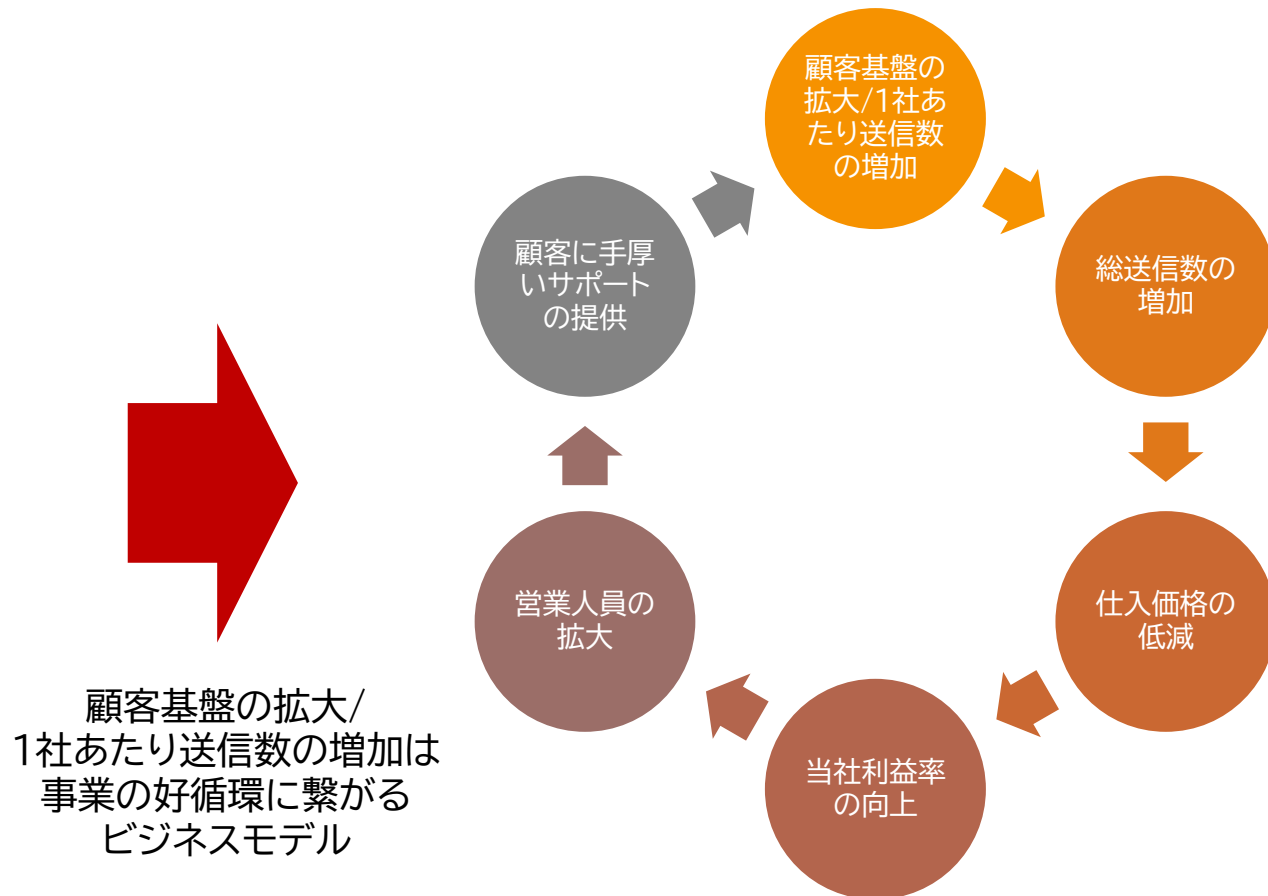 顧客基盤の
拡大/1社あ
たり送信数
の増加
総送信数の
増加
仕入価格の
低減
当社利益率
の向上
営業人員の
拡大
顧客に手厚
いサポート
の提供
顧客基盤の拡大/
1社あたり送信数の増加は
事業の好循環に繋がる
ビジネスモデル